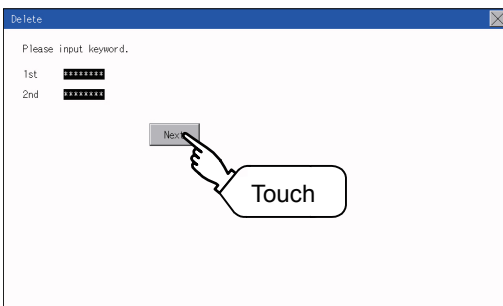 Delete
Please input keyword.
1st ********
2nd ********
Next
Touch